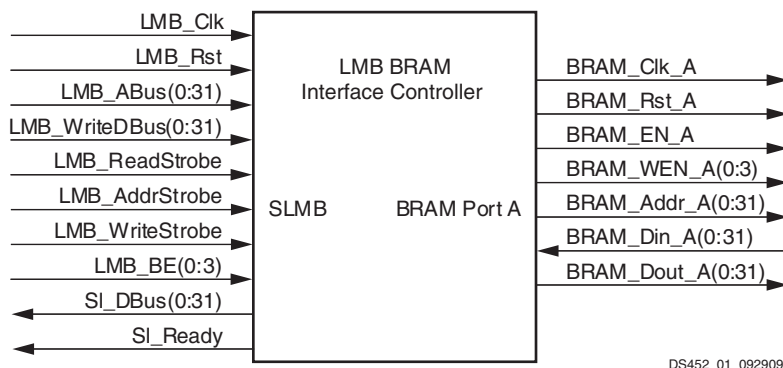 LMB_Clk
LMB_Rst
LMB_ABus(0:31)
LMB_WriteDBus(0:31)
LMB_ReadStrobe
LMB_AddrStrobe
LMB_WriteStrobe
LMB_BE(0:3)
Sl_DBus(0:31)
Sl_Ready
LMB BRAM
Interface Controller
SLMB
BRAM Port A
BRAM_Clk_A
BRAM_Rst_A
BRAM_EN_A
BRAM_WEN_A(0:3)
BRAM_Addr_A(0:31)
BRAM_Din_A(0:31)
BRAM_Dout_A(0:31)
DS452_01_092909